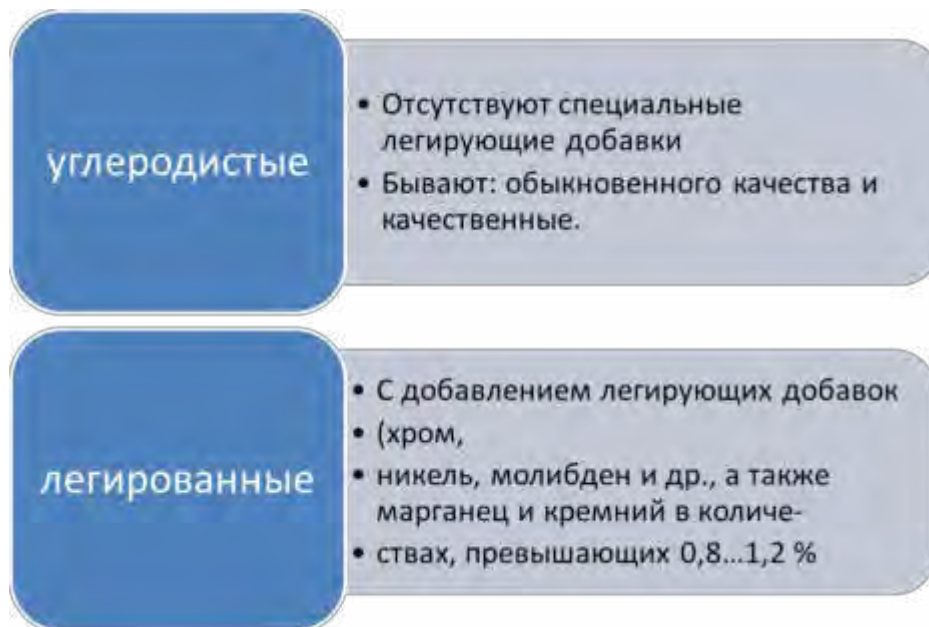 углеродистые
• Отсутствуют специальные
легирующие добавки
• Бывают: обыкновенного качества и
качественные.
легированные
• С добавлением легирующих добавок
• (хром,
• никель, молибден и др., а также
марганец и кремний в количе-
• ствах, превышающих 0,8...1,2 %